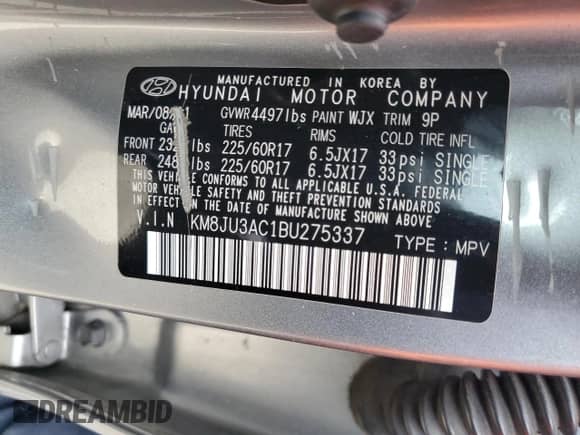 MANUFACTURED IN KOREA BY
HYUNDAI MOTOR COMPANY
GVWR 4497lbs PAINT WJX TRIM 9P
TIRES RIMS COLD TIRE INFL
FRONT lbs 225/60R17 6.5JX17 33psi SINGLE
REAR lbs 225/60R17 6.5JX17 33psi SINGLE
THIS VEHICLE CONFORMS TO ALL APPLICABLE U.S.A. FEDERAL
MOTOR VEHICLE SAFETY AND THEFT PREVENTION STANDARDS
IN EFFECT ON THE DATE OF MANUFACTURE SHOWN ABOVE.
V.I.N KM8JU3AC1BU275337
TYPE : MPV
DREAMBID